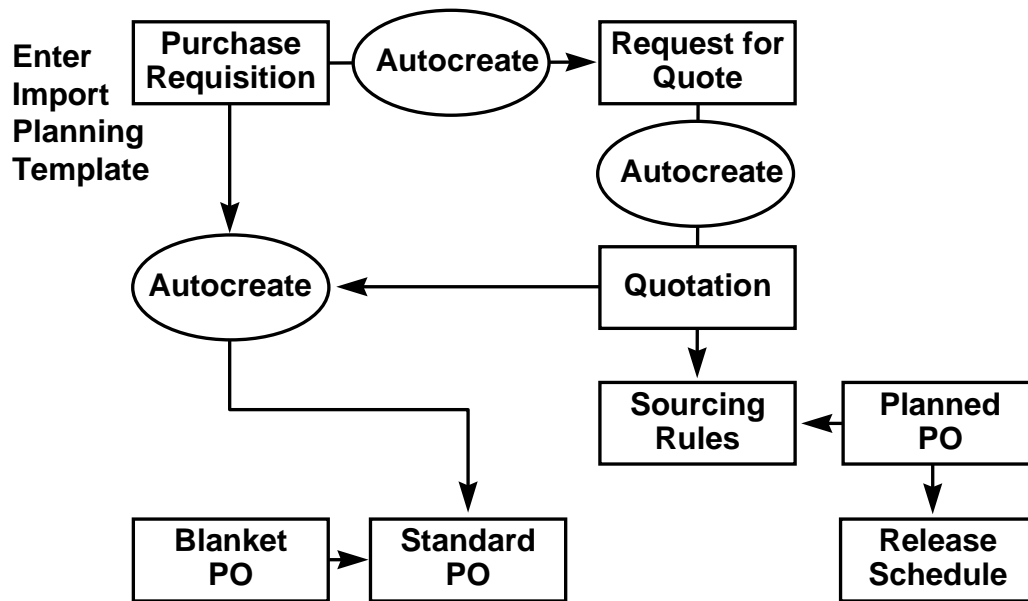 Enter
Import
Planning
Template
Purchase
Requisition
Autocreate
Request for
Quote
Autocreate
Autocreate
Quotation
Sourcing
Rules
Planned
PO
Blanket
PO
Standard
PO
Release
Schedule